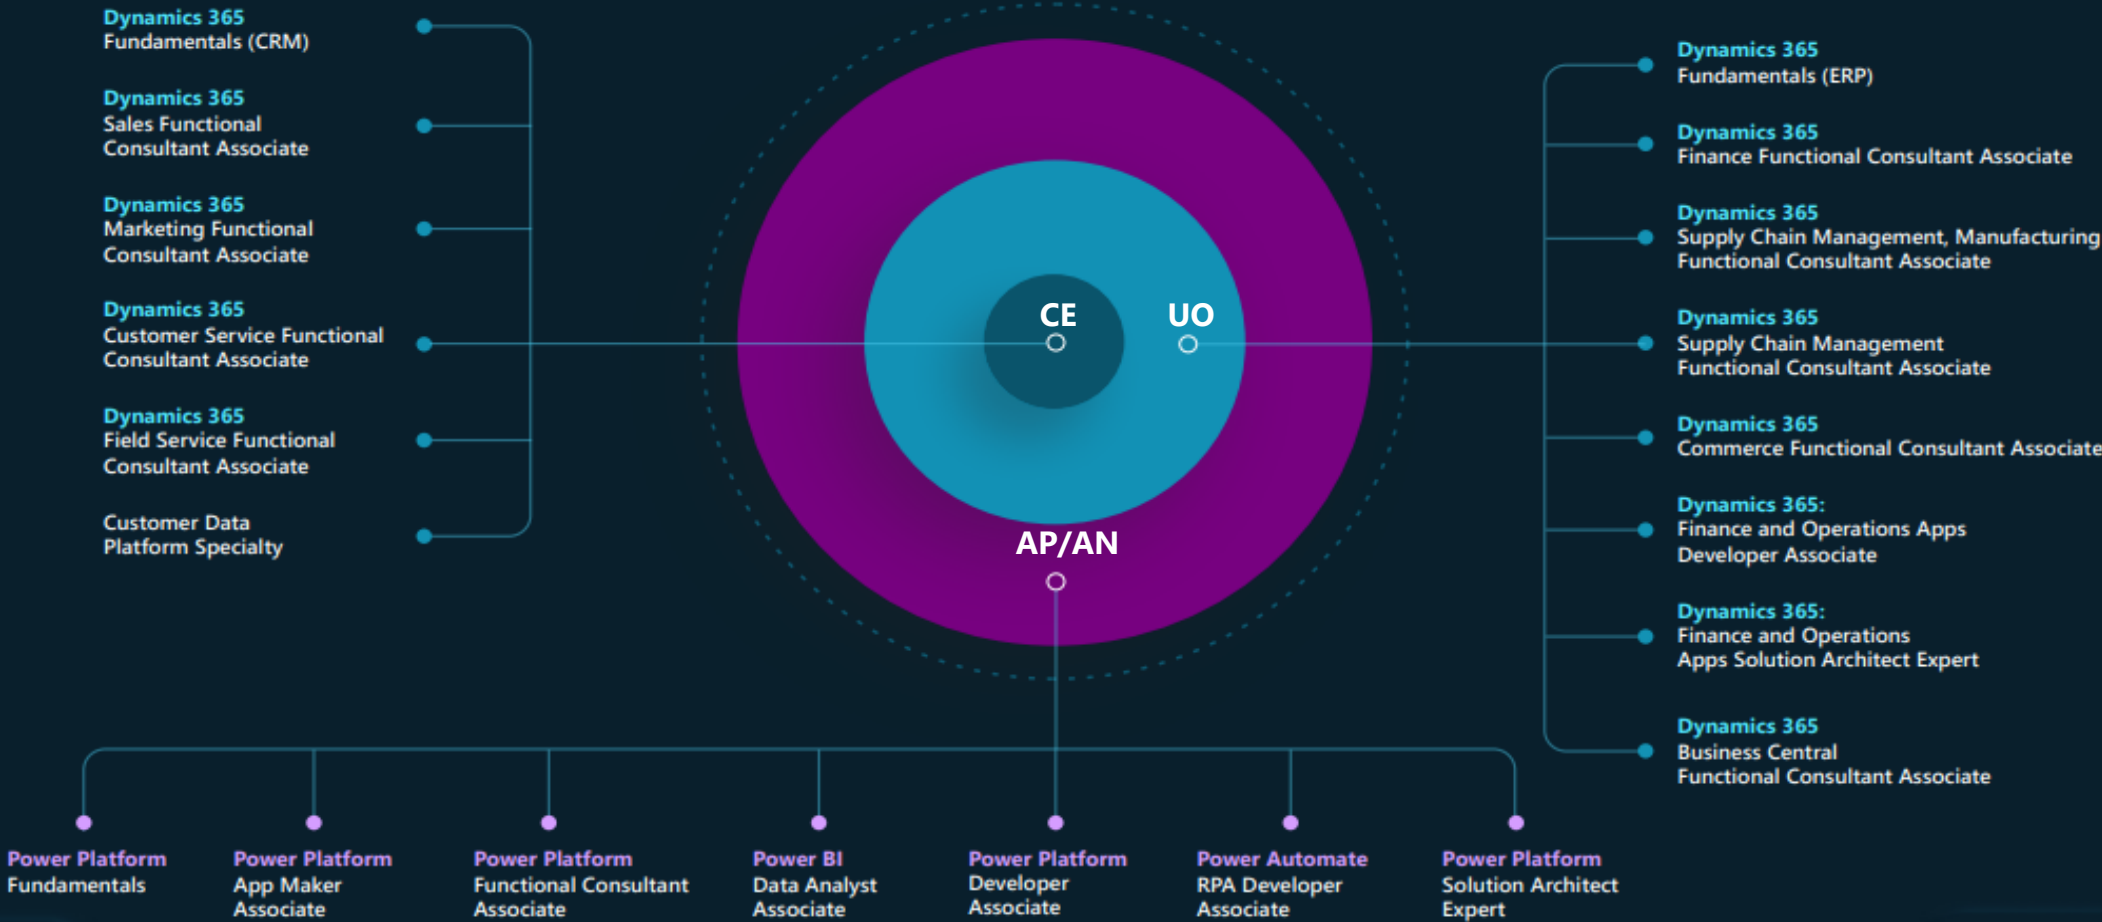 Dynamics 365
Fundamentals (CRM)
Dynamics 365
Sales Functional
Consultant Associate
Dynamics 365
Marketing Functional
Consultant Associate
Dynamics 365
Customer Service Functional
Consultant Associate
Dynamics 365
Field Service Functional
Consultant Associate
Customer Data
Platform Specialty
CE
UO
AP/AN
Dynamics 365
Fundamentals (ERP)
Dynamics 365
Finance Functional Consultant Associate
Dynamics 365
Supply Chain Management, Manufacturing
Functional Consultant Associate
Dynamics 365
Supply Chain Management
Functional Consultant Associate
Dynamics 365
Commerce Functional Consultant Associate
Dynamics 365:
Finance and Operations Apps
Developer Associate
Dynamics 365:
Finance and Operations
Apps Solution Architect Expert
Dynamics 365
Business Central
Functional Consultant Associate
Power Platform
Fundamentals
Power Platform
App Maker
Associate
Power Platform
Functional Consultant
Associate
Power BI
Data Analyst
Associate
Power Platform
Developer
Associate
Power Automate
RPA Developer
Associate
Power Platform
Solution Architect
Expert